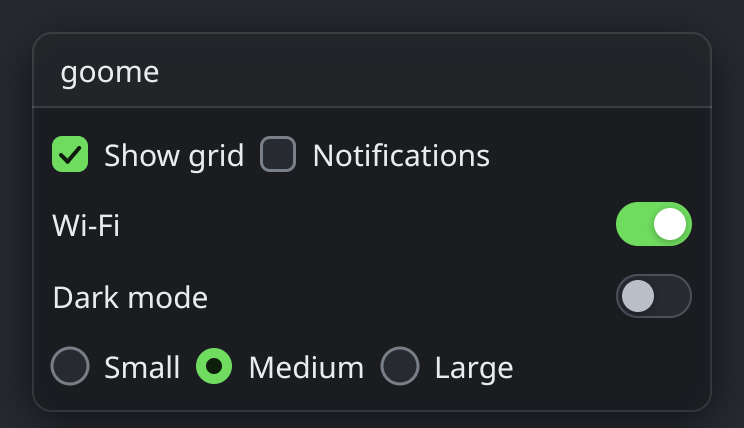 goome
Show grid Notifications
Wi-Fi
Dark mode
Small Medium Large